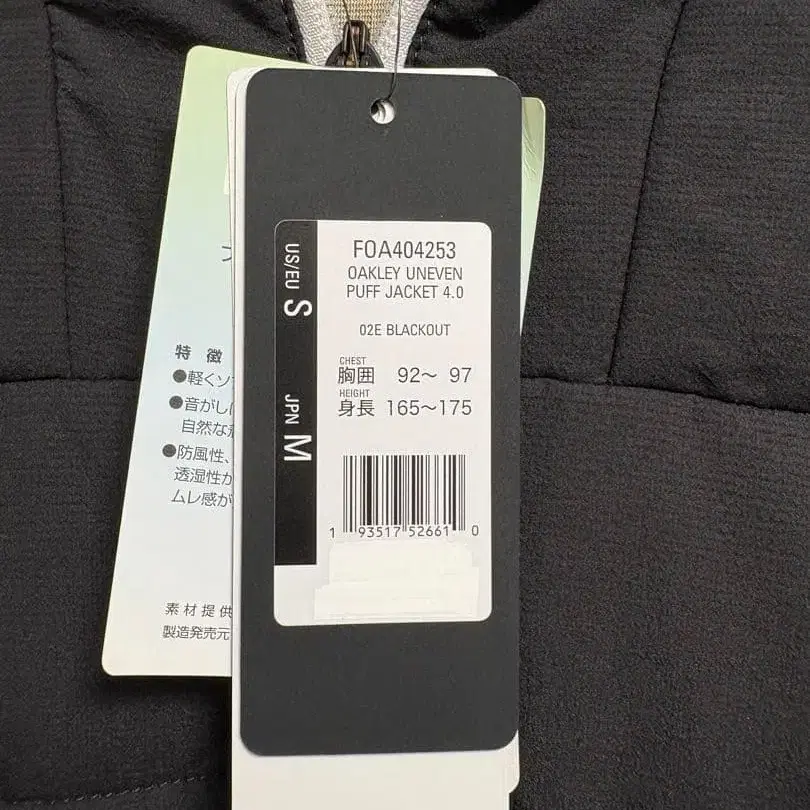 FOA404253
OAKLEY UNEVEN
PUFF JACKET 4.0
02E BLACKOUT
CHEST
胸囲 92〜 97
HEIGHT
身長 165〜175
US/EU S
JPN M
1 93517 52661 0
特徴
●軽くソ
●音がし
自然な
●防風性、
透湿性が
ムレ感が
素材提供
製造発売元